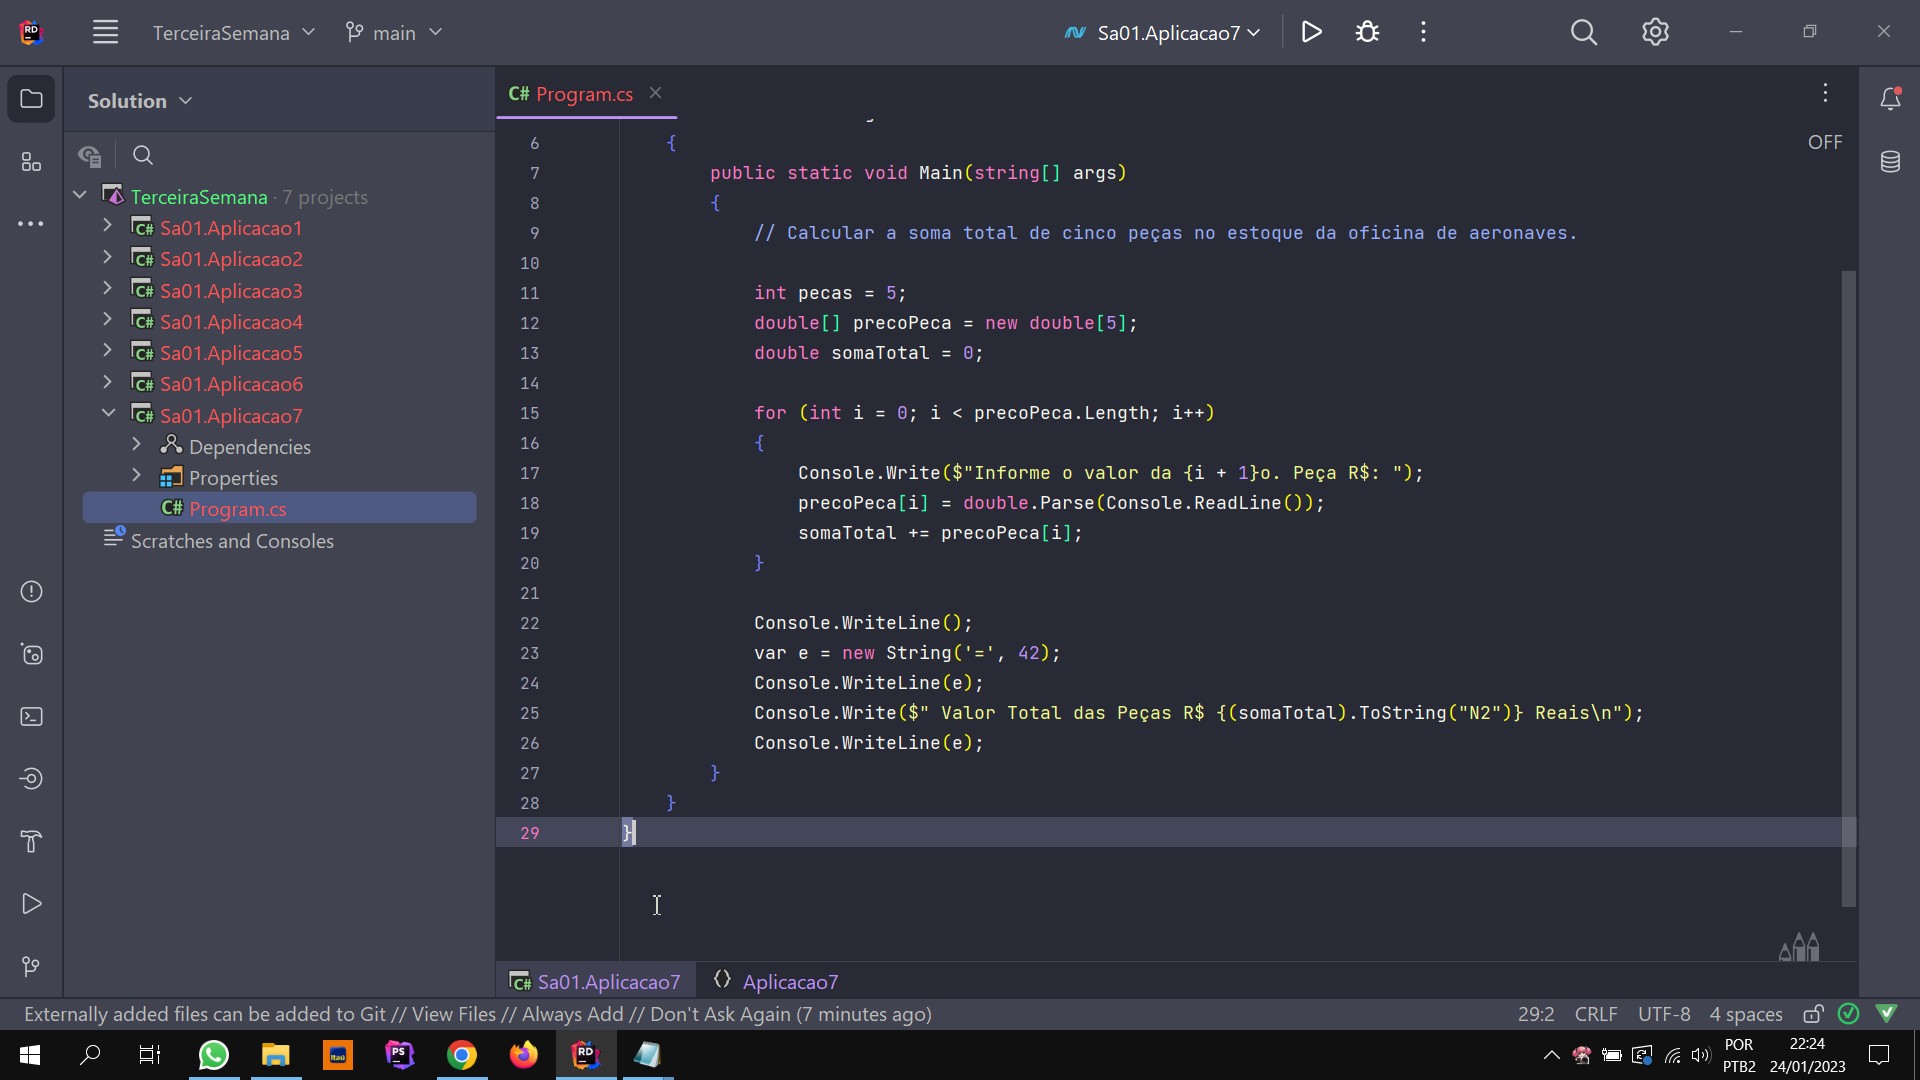 RD
TerceiraSemana
main
Sa01.Aplicacao7
Solution
C# Program.cs
OFF
TerceiraSemana · 7 projects
C# Sa01.Aplicacao1
C# Sa01.Aplicacao2
C# Sa01.Aplicacao3
C# Sa01.Aplicacao4
C# Sa01.Aplicacao5
C# Sa01.Aplicacao6
C# Sa01.Aplicacao7
Dependencies
Properties
C# Program.cs
Scratches and Consoles
6 {
7 public static void Main(string[] args)
8 {
9 // Calcular a soma total de cinco peças no estoque da oficina de aeronaves.
10
11 int pecas = 5;
12 double[] precoPeca = new double[5];
13 double somaTotal = 0;
14
15 for (int i = 0; i < precoPeca.Length; i++)
16 {
17 Console.Write($"Informe o valor da {i + 1}o. Peça R$: ");
18 precoPeca[i] = double.Parse(Console.ReadLine());
19 somaTotal += precoPeca[i];
20 }
21
22 Console.WriteLine();
23 var e = new String('=', 42);
24 Console.WriteLine(e);
25 Console.Write($" Valor Total das Peças R$ {(somaTotal).ToString("N2")} Reais\n");
26 Console.WriteLine(e);
27 }
28 }
29 }
C# Sa01.Aplicacao7
Aplicacao7
Externally added files can be added to Git // View Files // Always Add // Don't Ask Again (7 minutes ago)
29:2 CRLF UTF-8 4 spaces
Itaú
PS
RD
POR
PTB2
22:24
24/01/2023